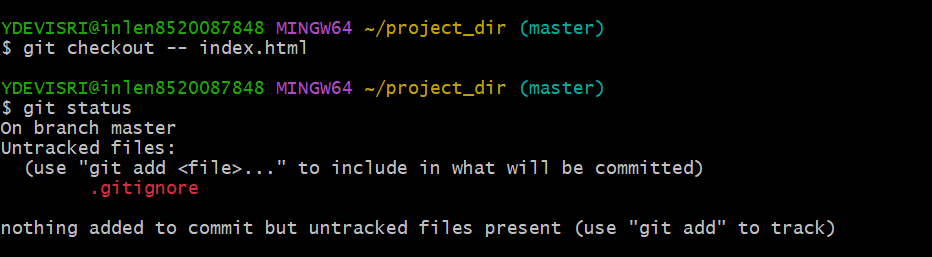 YDEVISRI@inlen8520087848 MINGW64 ~/project_dir (master)
$ git checkout -- index.html
YDEVISRI@inlen8520087848 MINGW64 ~/project_dir (master)
$ git status
On branch master
Untracked files:
  (use "git add <file>..." to include in what will be committed)
        .gitignore
nothing added to commit but untracked files present (use "git add" to track)